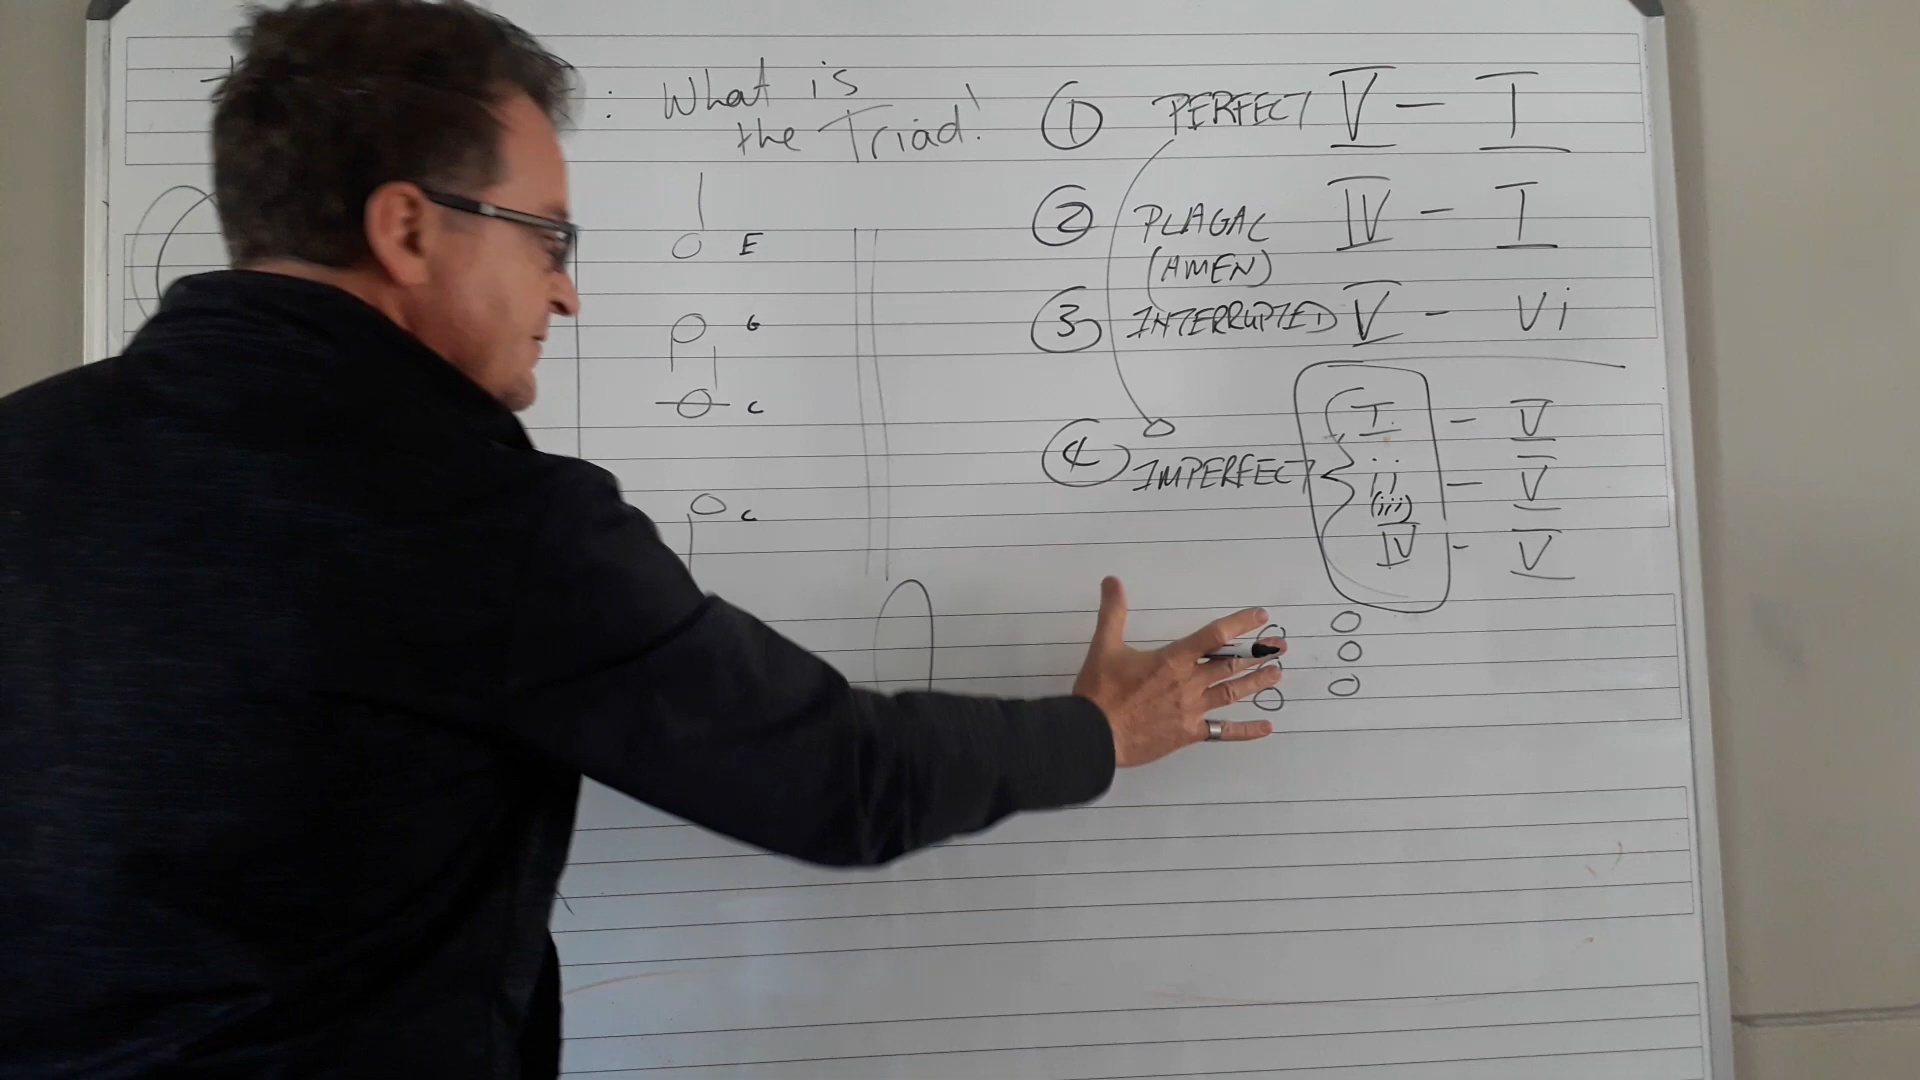 : What is
the Triad!
E
G
C
C
① PERFECT V - I
② PLAGAL IV - I
(AMEN)
③ INTERRUPTED V - vi
④ IMPERFECT
I - V
ii - V
(iii)
IV - V